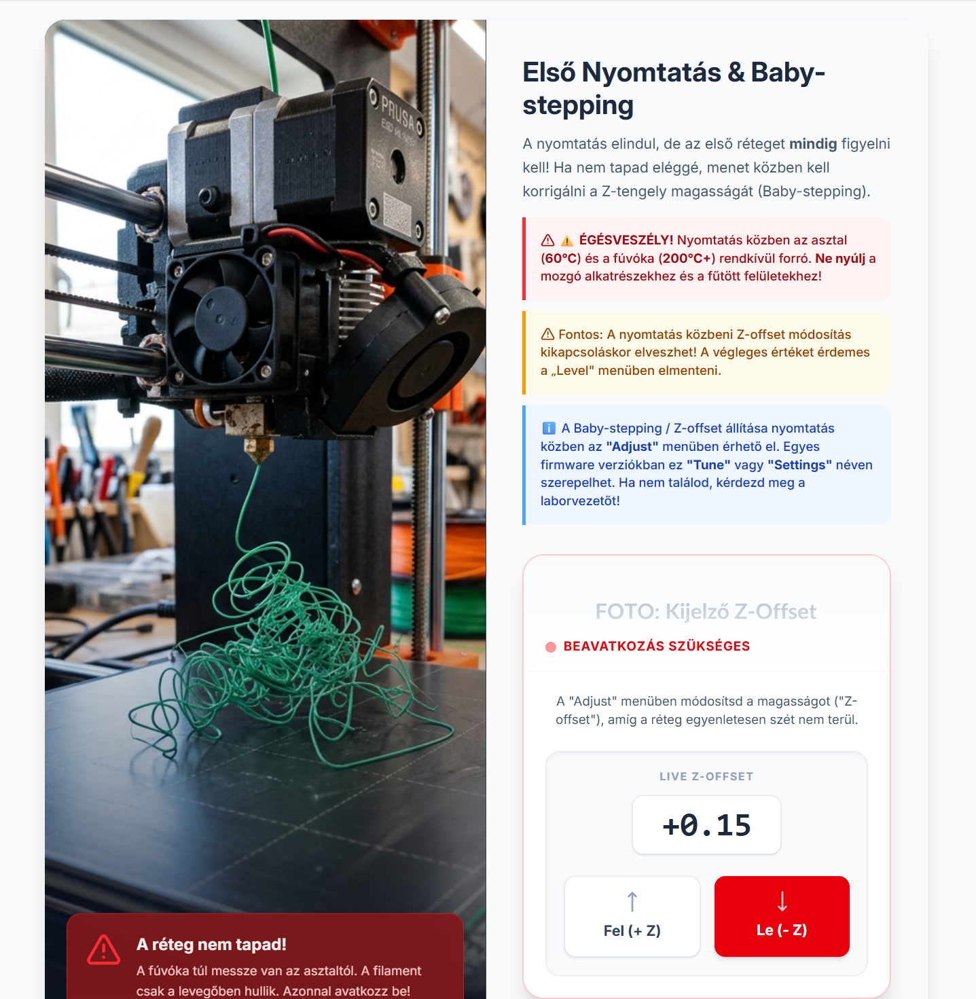 PRUSA
Első Nyomtatás & Baby-
stepping
A nyomtatás elindul, de az első réteget mindig figyelni
kell! Ha nem tapad eléggé, menet közben kell
korrigálni a Z-tengely magasságát (Baby-stepping).
⚠ ⚠️ ÉGÉSVESZÉLY! Nyomtatás közben az asztal
(60°C) és a fúvóka (200°C+) rendkívül forró. Ne nyúlj a
mozgó alkatrészekhez és a fűtött felületekhez!
⚠ Fontos: A nyomtatás közbeni Z-offset módosítás
kikapcsoláskor elveszhet! A végleges értéket érdemes
a „Level" menüben elmenteni.
ℹ️ A Baby-stepping / Z-offset állítása nyomtatás
közben az "Adjust" menüben érhető el. Egyes
firmware verziókban ez "Tune" vagy "Settings" néven
szerepelhet. Ha nem találod, kérdezd meg a
laborvezetőt!
FOTO: Kijelző Z-Offset
BEAVATKOZÁS SZÜKSÉGES
A "Adjust" menüben módosítsd a magasságot ("Z-
offset"), amíg a réteg egyenletesen szét nem terül.
LIVE Z-OFFSET
+0.15
↑
Fel (+ Z)
↓
Le (- Z)
A réteg nem tapad!
A fúvóka túl messze van az asztaltól. A filament
csak a levegőben hullik. Azonnal avatkozz be!